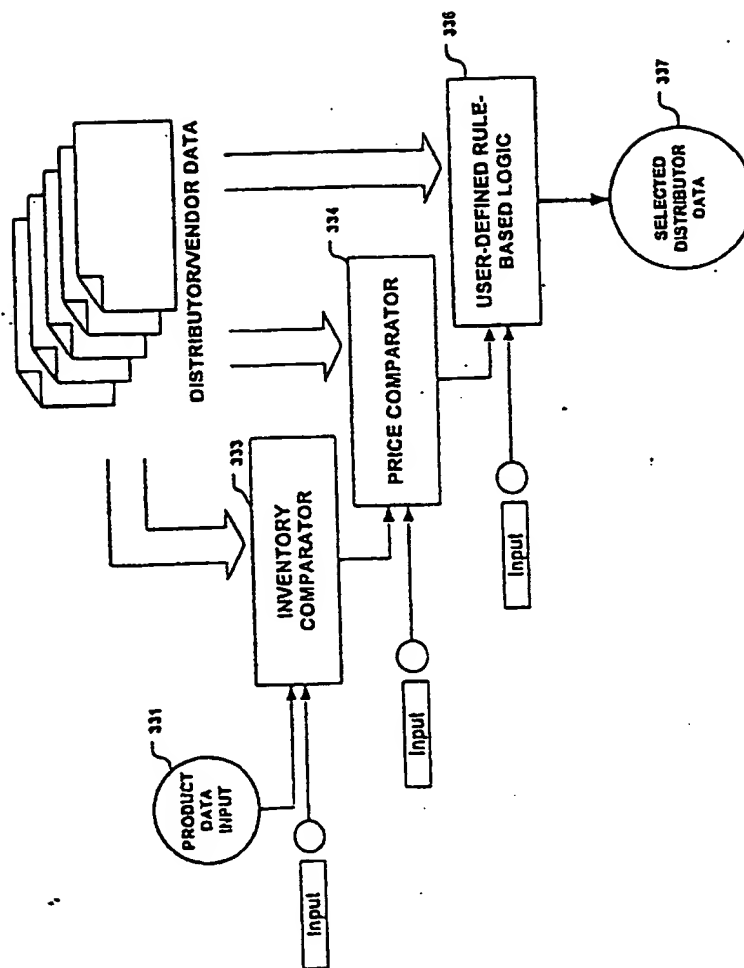 DISTRIBUTOR/VENDOR DATA
331
PRODUCT
DATA
INPUT
333
INVENTORY
COMPARATOR
Input
334
PRICE COMPARATOR
Input
336
USER-DEFINED RULE-
BASED LOGIC
Input
337
SELECTED
DISTRIBUTOR
DATA